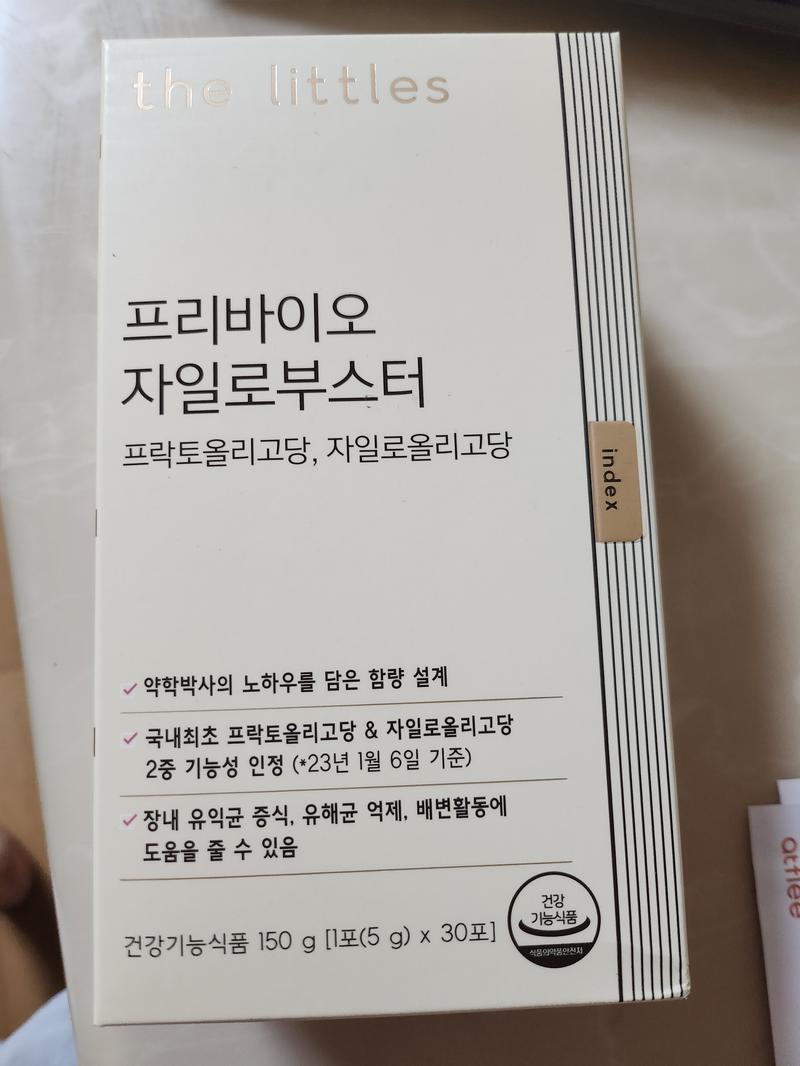 the littles
프리바이오
자일로부스터
프락토올리고당, 자일로올리고당
index
약학박사의 노하우를 담은 함량 설계
국내최초 프락토올리고당 & 자일로올리고당
2중 기능성 인정 (*23년 1월 6일 기준)
장내 유익균 증식, 유해균 억제, 배변활동에
도움을 줄 수 있음
건강기능식품 150 g [1포(5 g) x 30포]
건강
기능식품
식품의약품안전처